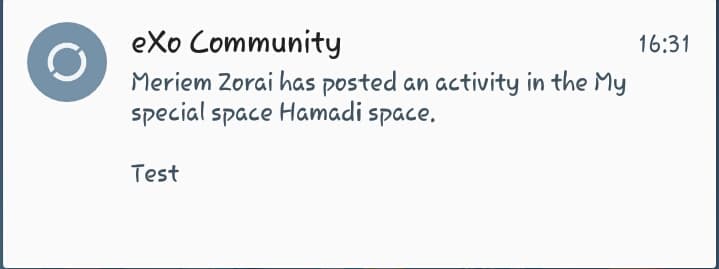 eXo Community
16:31
Meriem Zorai has posted an activity in the My
special space Hamadi space.
Test